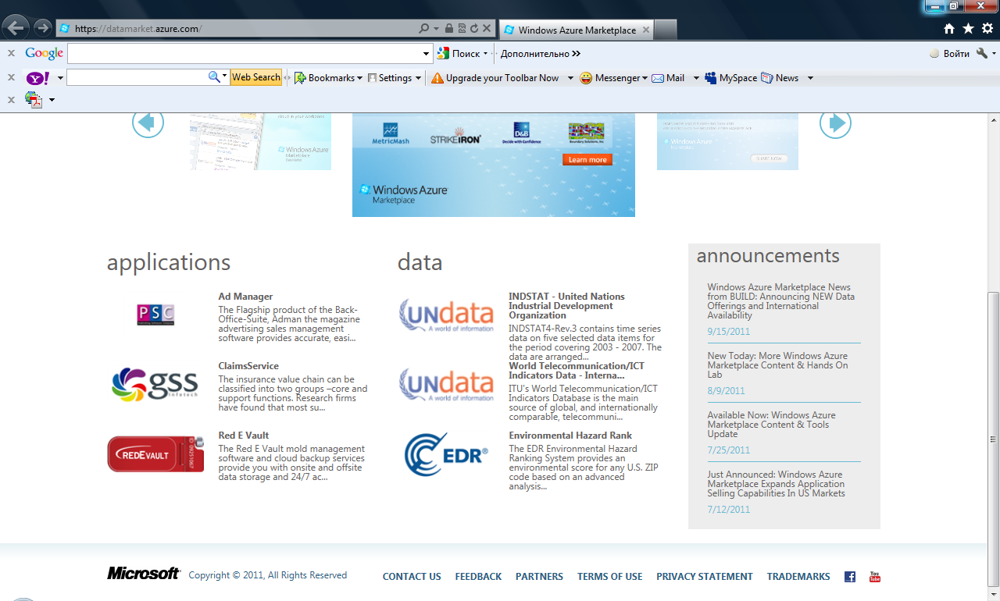 https://datamarket.azure.com/
Windows Azure Marketplace
x Google Поиск Дополнительно Войти
x Y! Web Search Bookmarks Settings Upgrade your Toolbar Now Messenger Mail MySpace News
x
UNDATA
Windows Azure
Marketplace
MetricMash STRIKEIRON D&B
Decide with Confidence
Boundary Solutions, Inc
Learn more
Windows Azure
Marketplace
Windows Azure
Marketplace
SHARE NOW
applications
PSC
Ad Manager
The Flagship product of the Back-
Office-Suite, Adman the magazine
advertising sales management
software provides accurate, easi...
gss
infotech
ClaimsService
The insurance value chain can be
classified into two groups –core and
support functions. Research firms
have found that most su...
REDEVAULT
ID 09251067
Red E Vault
The Red E Vault mold management
software and cloud backup services
provide you with onsite and offsite
data storage and 24/7 ac...
data
UNdata
A world of information
INDSTAT - United Nations
Industrial Development
Organization
INDSTAT4-Rev.3 contains time series
data on five selected data items for
the period covering 2003 - 2007. The
data are arranged...
UNdata
A world of information
World Telecommunication/ICT
Indicators Data - Interna...
ITU's World Telecommunication/ICT
Indicators Database is the main
source of global, and internationally
comparable, telecommuni...
EDR®
Environmental Hazard Rank
The EDR Environmental Hazard
Ranking System provides an
environmental score for any U.S. ZIP
code based on an advanced
analysis...
announcements
Windows Azure Marketplace News
from BUILD: Announcing NEW Data
Offerings and International
Availability
9/15/2011
New Today: More Windows Azure
Marketplace Content & Hands On
Lab
8/9/2011
Available Now: Windows Azure
Marketplace Content & Tools
Update
7/25/2011
Just Announced: Windows Azure
Marketplace Expands Application
Selling Capabilities In US Markets
7/12/2011
Microsoft Copyright © 2011, All Rights Reserved CONTACT US FEEDBACK PARTNERS TERMS OF USE PRIVACY STATEMENT TRADEMARKS f You Tube